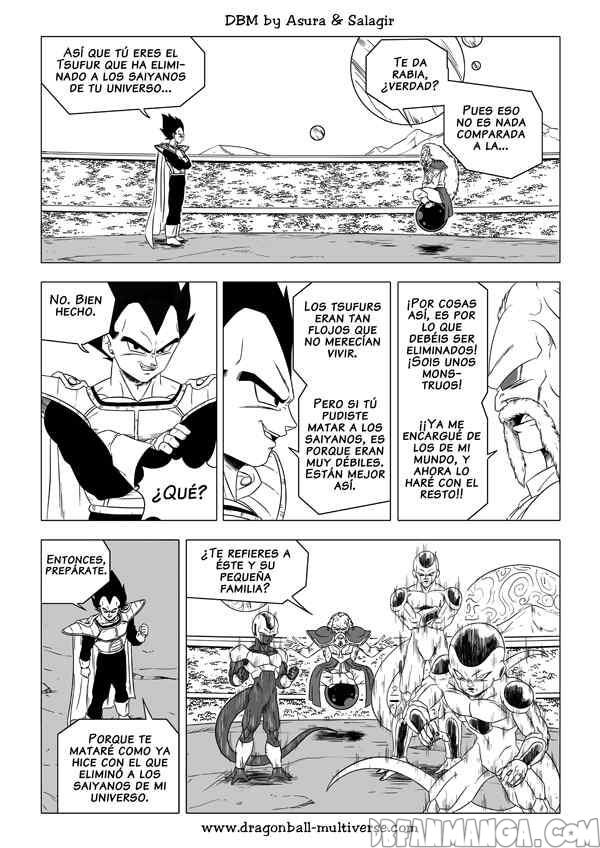 DBM by Asura & Salagir
Así que tú eres el
Tsufur que ha elimi-
nado a los saiyanos
de tu universo...
Te da
rabia,
¿verdad?
Pues eso
no es nada
comparada
a la...
No. Bien
hecho.
¿Qué?
Los tsufurs
eran tan
flojos que
no merecían
vivir.
Pero si tú
pudiste
matar a los
saiyanos, es
porque eran
muy débiles.
Están mejor
así.
¡Por cosas
así, es por
lo que
debéis ser
eliminados!
¡Sois unos
mons-
truos!
¡¡Ya me
encargué de
los de mi
mundo, y
ahora lo
haré con el
resto!!
Entonces,
prepárate.
Porque te
mataré como ya
hice con el que
eliminó a los
saiyanos de mi
universo.
¿Te refieres a
éste y su
pequeña
familia?
www.dragonball-multiverse.com
DBFANMANGA.COM